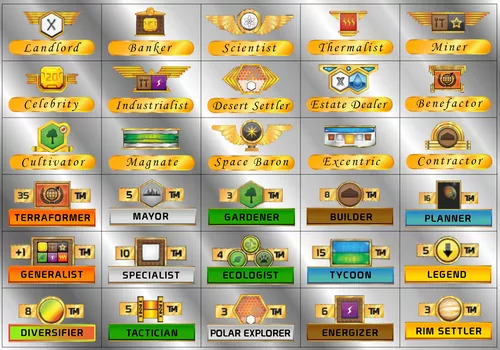 X
Landlord
Banker
Scientist
Thermalist
Miner
20
Celebrity
Industrialist
Desert Settler
X
Estate Dealer
Benefactor
Cultivator
Magnate
Space Baron
Excentric
Contractor
35
TERRAFORMER
5 TM
MAYOR
3 TM
GARDENER
8 TM
BUILDER
16 TM
PLANNER
+1 TM
GENERALIST
10 TM
SPECIALIST
4 TM
ECOLOGIST
15 TM
TYCOON
5 TM
LEGEND
8 TM
DIVERSIFIER
5 TM
TACTICIAN
3 TM
POLAR EXPLORER
6 TM
ENERGIZER
3 TM
RIM SETTLER